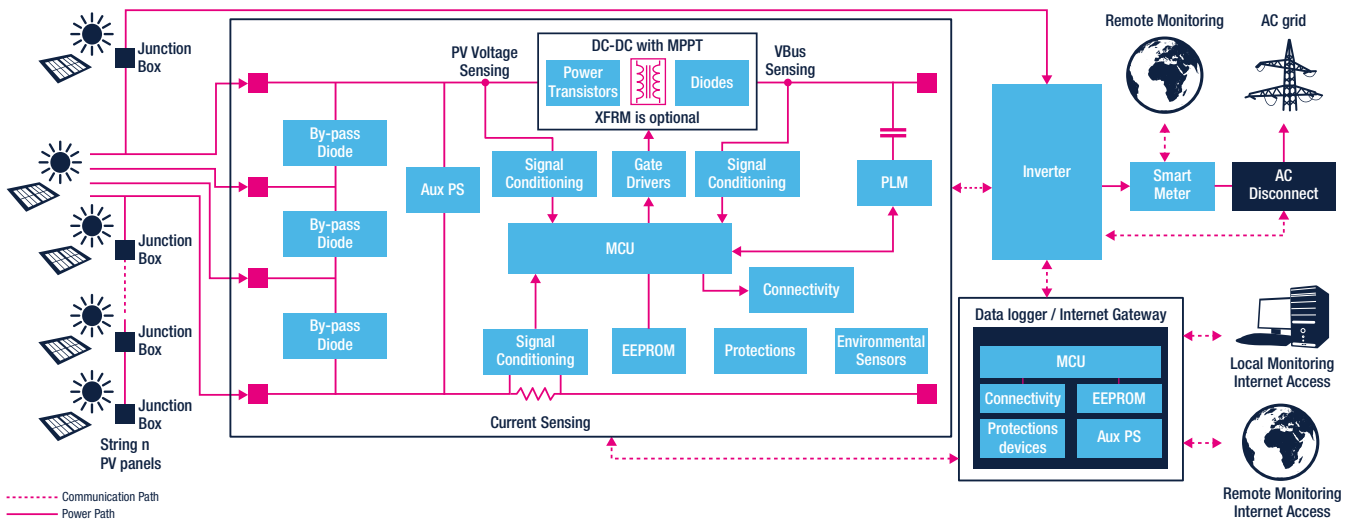 Junction
Box
PV Voltage
Sensing
DC-DC with MPPT
Power
Transistors
Diodes
XFRM is optional
VBus
Sensing
Remote Monitoring
AC grid
By-pass
Diode
Aux PS
Signal
Conditioning
Gate
Drivers
Signal
Conditioning
PLM
Inverter
Smart
Meter
AC
Disconnect
Junction
Box
By-pass
Diode
MCU
Connectivity
Junction
Box
By-pass
Diode
Signal
Conditioning
EEPROM
Protections
Environmental
Sensors
Junction
Box
Current Sensing
String n
PV panels
Data logger / Internet Gateway
MCU
Connectivity
EEPROM
Protections
devices
Aux PS
Local Monitoring
Internet Access
Remote Monitoring
Internet Access
Communication Path
Power Path